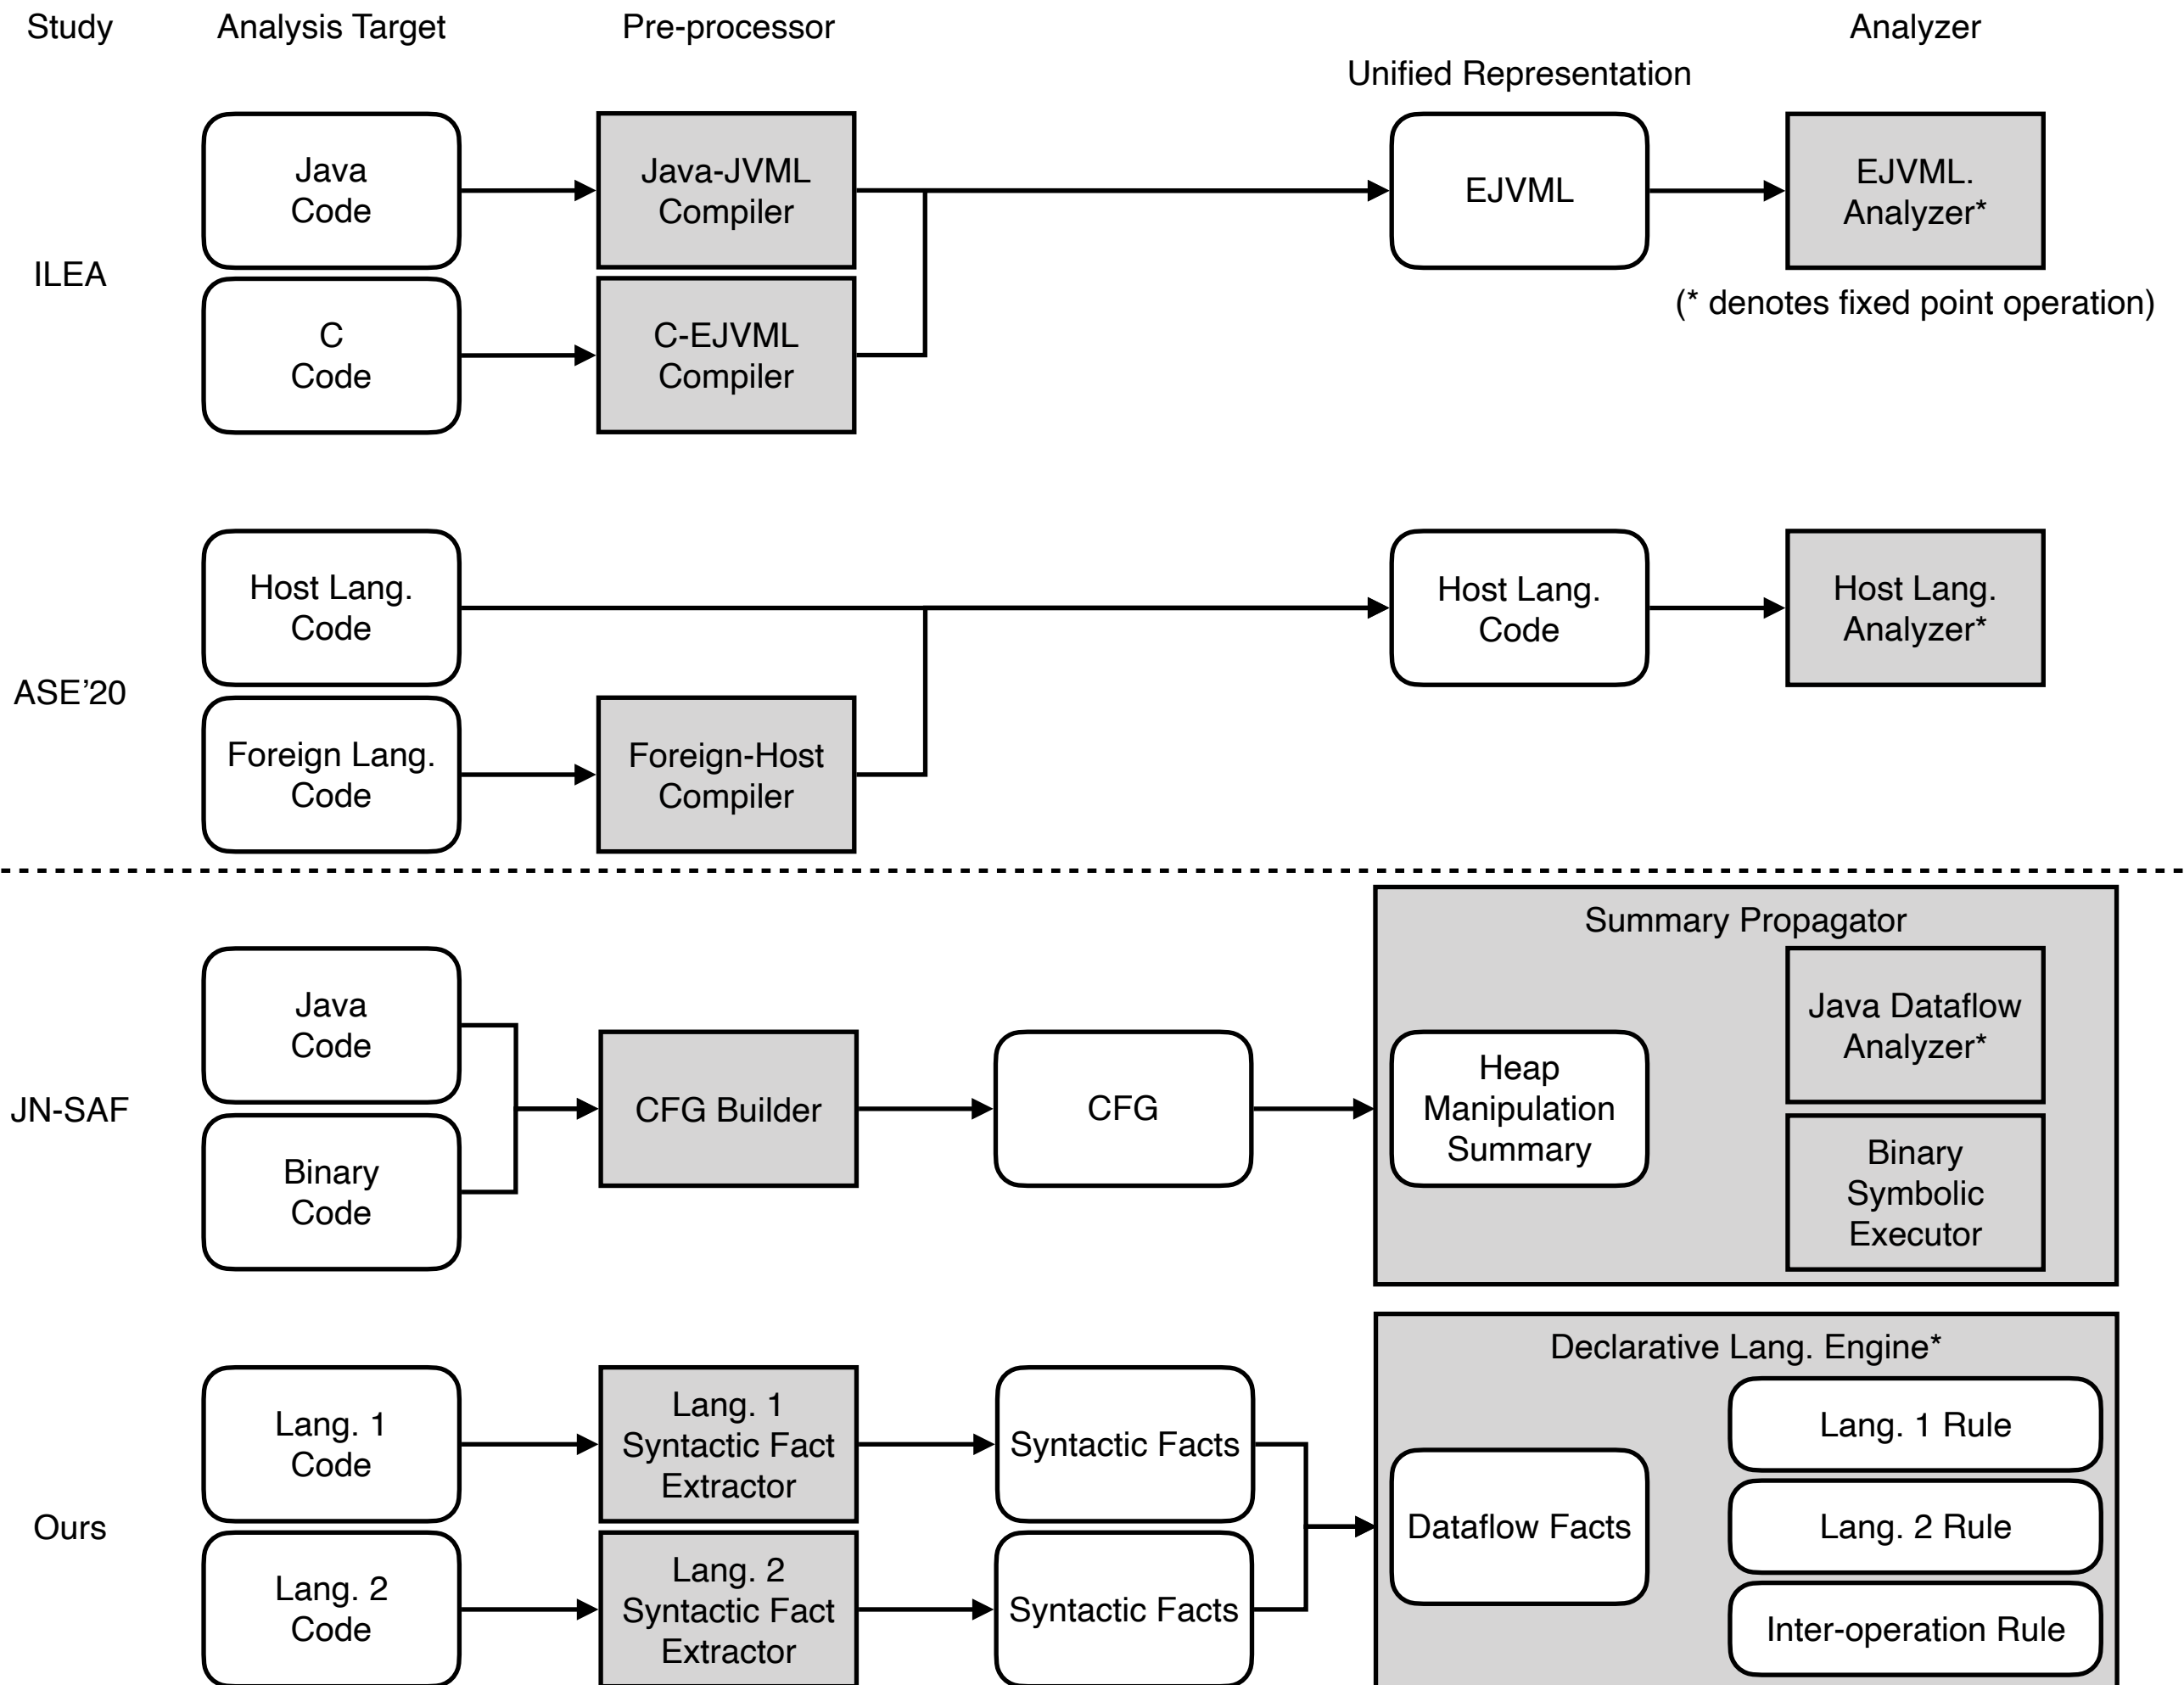 Study
Analysis Target
Pre-processor
Analyzer
Unified Representation
ILEA
Java
Code
Java-JVML
Compiler
EJVML
EJVML.
Analyzer*
(* denotes fixed point operation)
C
Code
C-EJVML
Compiler
ASE'20
Host Lang.
Code
Host Lang.
Code
Host Lang.
Analyzer*
Foreign Lang.
Code
Foreign-Host
Compiler
JN-SAF
Java
Code
Binary
Code
CFG Builder
CFG
Summary Propagator
Heap
Manipulation
Summary
Java Dataflow
Analyzer*
Binary
Symbolic
Executor
Ours
Lang. 1
Code
Lang. 1
Syntactic Fact
Extractor
Syntactic Facts
Lang. 2
Code
Lang. 2
Syntactic Fact
Extractor
Syntactic Facts
Declarative Lang. Engine*
Dataflow Facts
Lang. 1 Rule
Lang. 2 Rule
Inter-operation Rule